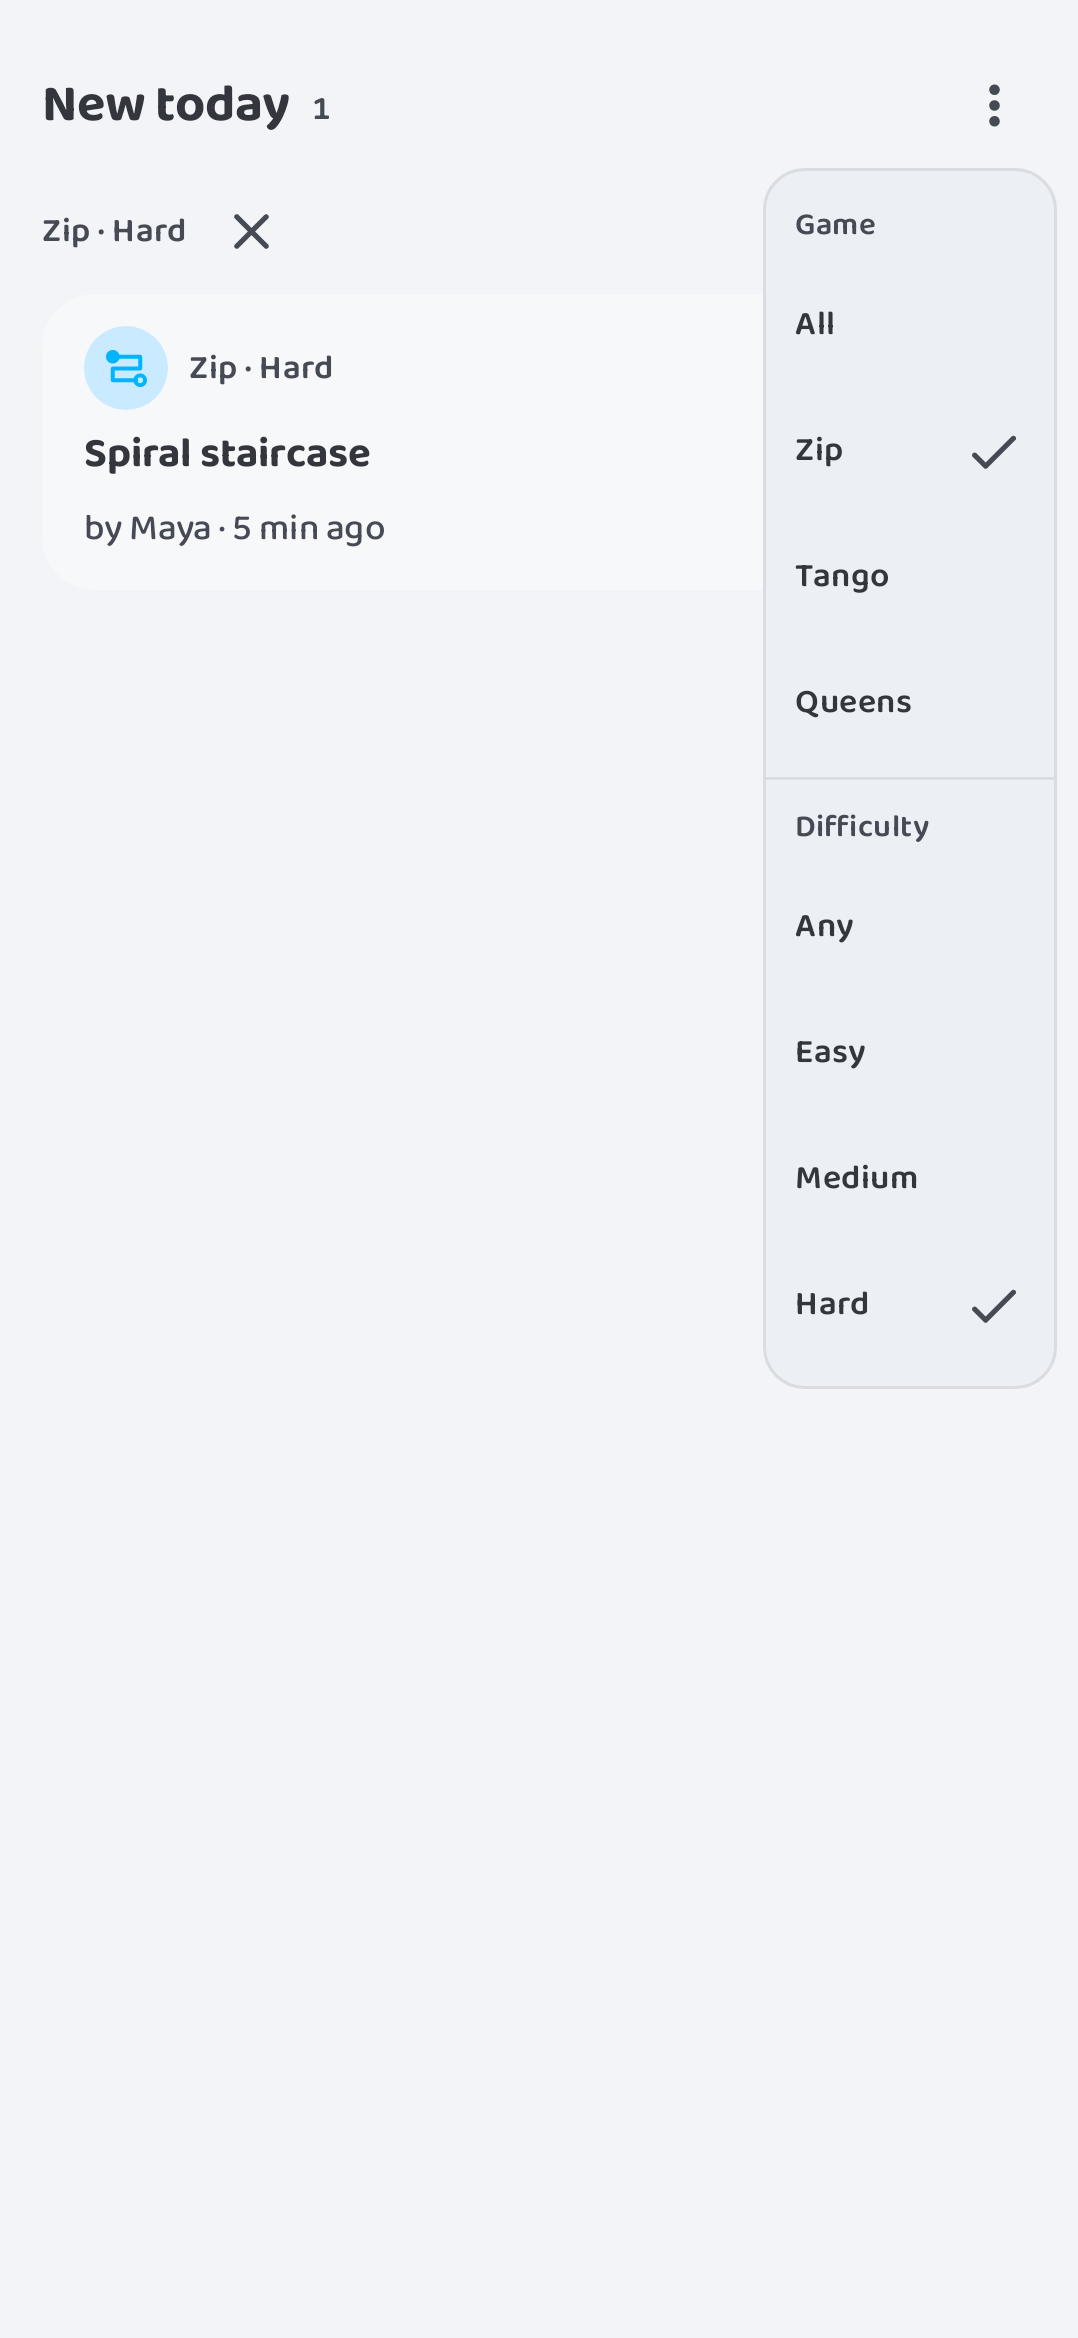 New today 1
Zip · Hard
Zip · Hard
Spiral staircase
by Maya · 5 min ago
Game
All
Zip
Tango
Queens
Difficulty
Any
Easy
Medium
Hard